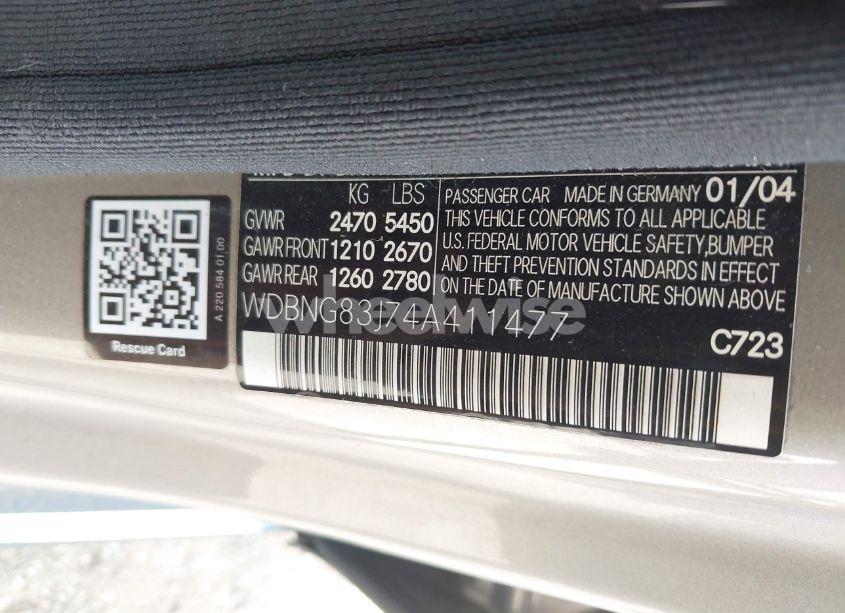 KG LBS
GVWR 2470 5450
GAWR FRONT 1210 2670
GAWR REAR 1260 2780
PASSENGER CAR MADE IN GERMANY 01/04
THIS VEHICLE CONFORMS TO ALL APPLICABLE
U.S. FEDERAL MOTOR VEHICLE SAFETY,BUMPER
AND THEFT PREVENTION STANDARDS IN EFFECT
ON THE DATE OF MANUFACTURE SHOWN ABOVE
WDBNG83J74A411477
C723
A 220 584 01 00
Rescue Card
wheelwise